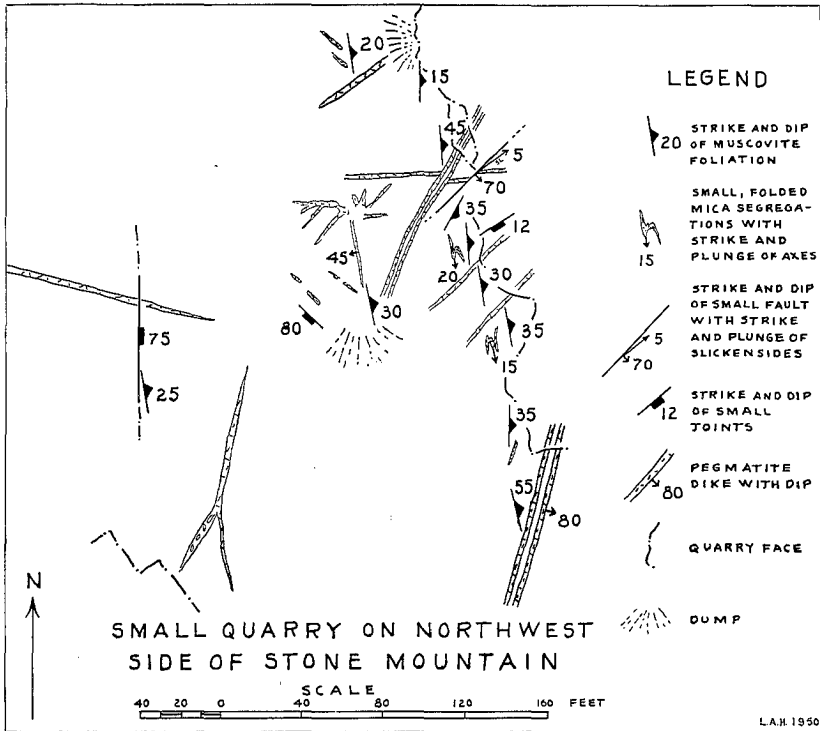 20
15
45
5
70
35
12
20
30
45
30
80
35
15
75
25
35
55
80
LEGEND
20
STRIKE AND DIP
OF MUSCOVITE
FOLIATION
SMALL, FOLDED
MICA SEGREGA-
TIONS WITH
STRIKE AND
PLUNGE OF AXES
15
STRIKE AND DIP
OF SMALL FAULT
WITH STRIKE
AND PLUNGE OF
SLICKENSIDES
5
70
STRIKE AND DIP
OF SMALL
JOINTS
12
PEGMATITE
DIKE WITH DIP
80
QUARRY FACE
DUMP
N
SMALL QUARRY ON NORTHWEST
SIDE OF STONE MOUNTAIN
SCALE
40 20 0 40 80 120 160 FEET
L.A.H. 1950